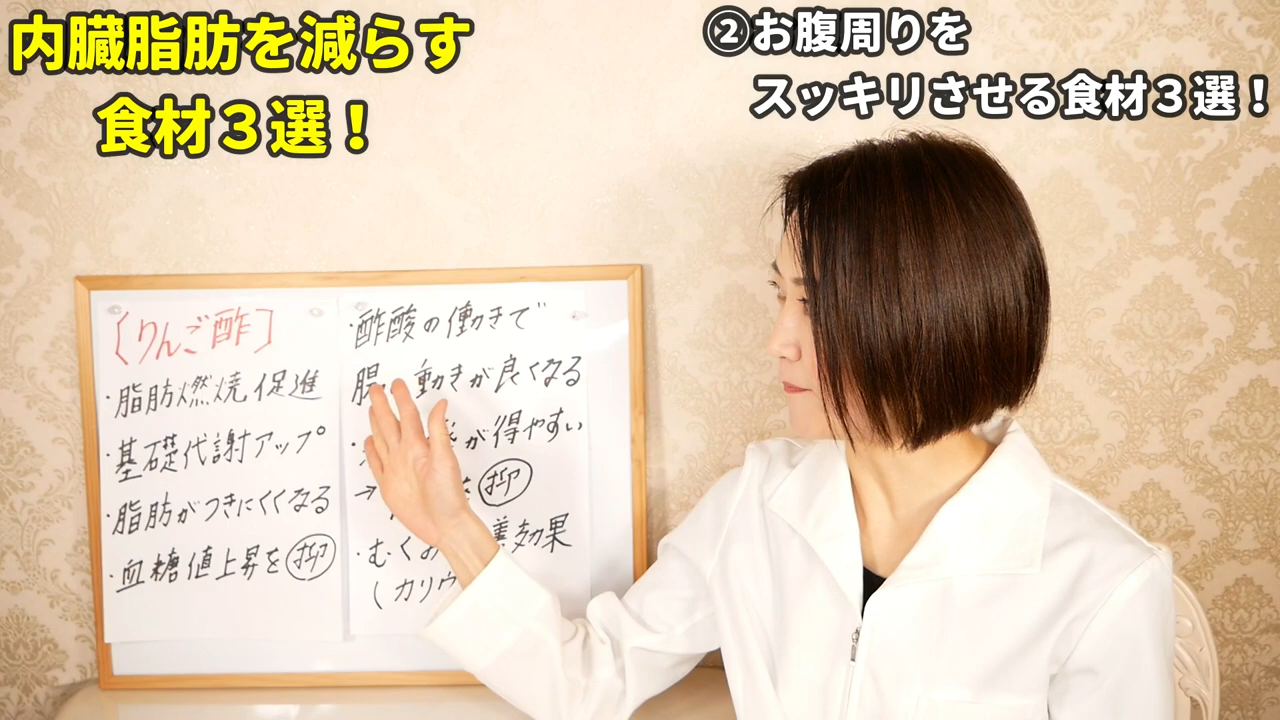 内臓脂肪を減らす
食材３選！
②お腹周りを
スッキリさせる食材３選！
〔りんご酢〕
・脂肪燃焼促進
・基礎代謝アップ
・脂肪がつきにくくなる
・血糖値上昇を抑
・酢酸の働きで
腸 動きが良くなる
・ が得やすい
→ を抑
・むくみ 善効果
(カリウ